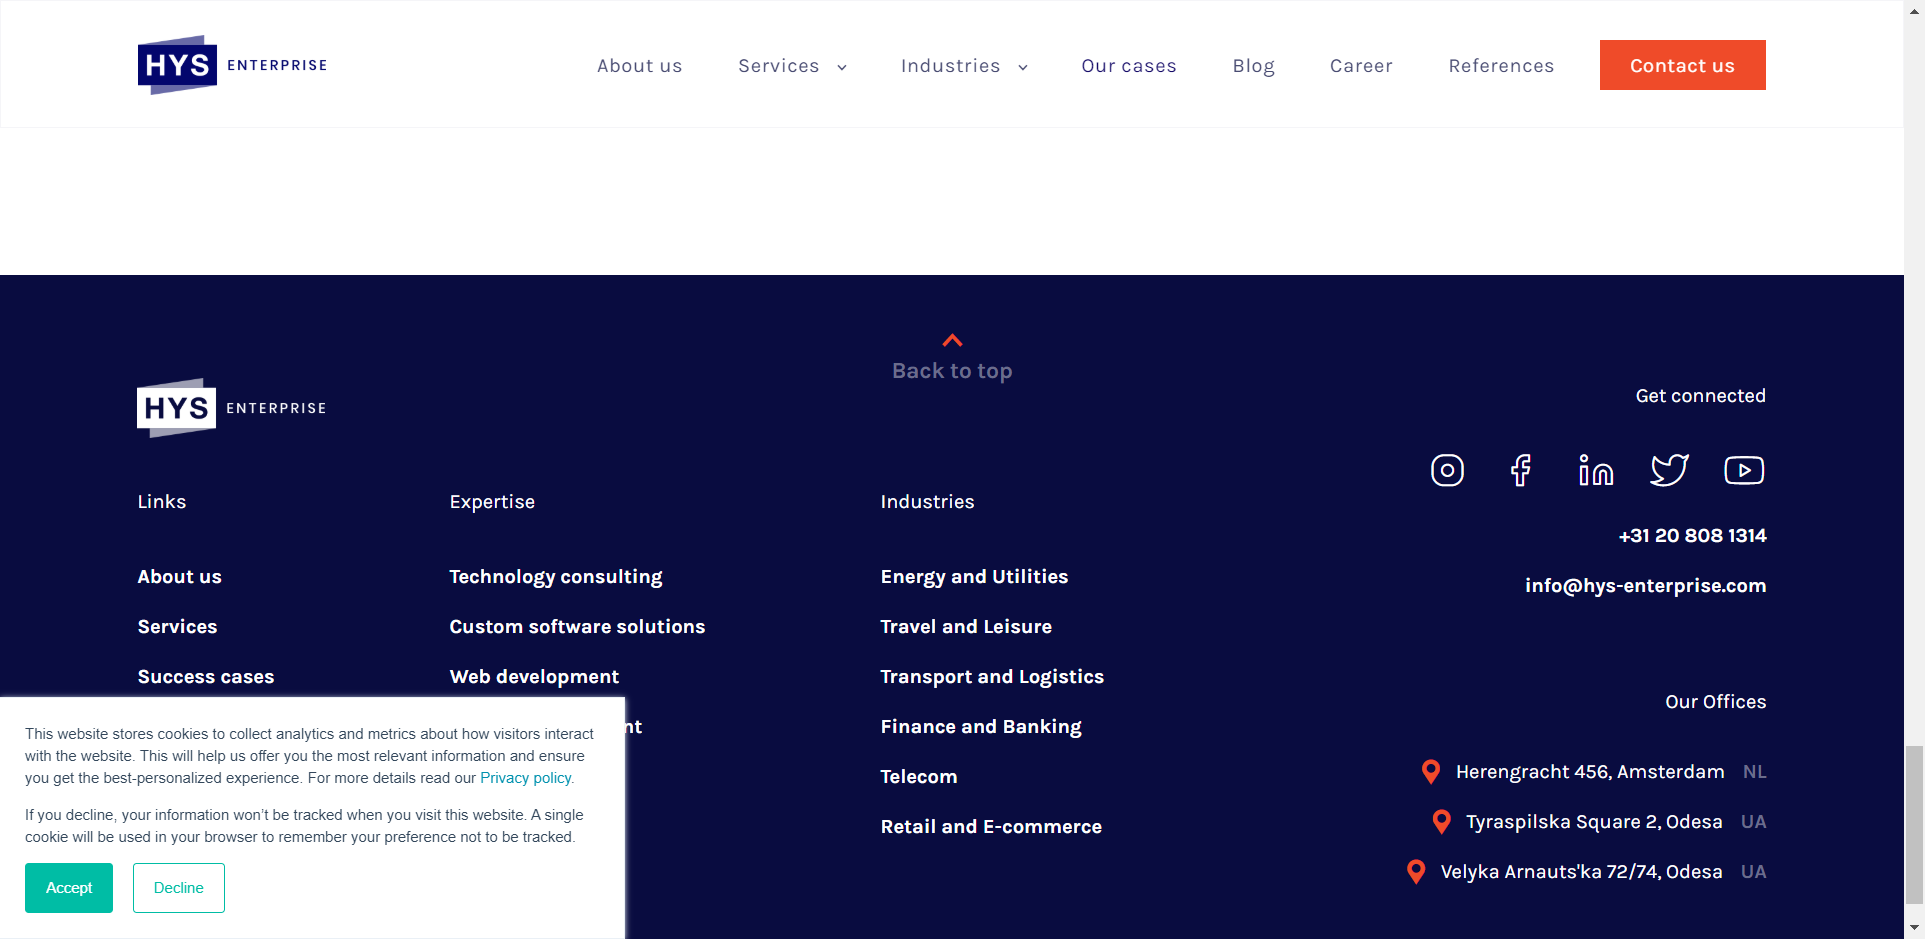 HYS ENTERPRISE
About us Services Industries Our cases Blog Career References Contact us
Back to top
HYS ENTERPRISE
Get connected
Links
About us
Services
Success cases
Expertise
Technology consulting
Custom software solutions
Web development
nt
Industries
Energy and Utilities
Travel and Leisure
Transport and Logistics
Finance and Banking
Telecom
Retail and E-commerce
+31 20 808 1314
info@hys-enterprise.com
Our Offices
Herengracht 456, Amsterdam NL
Tyraspilska Square 2, Odesa UA
Velyka Arnauts'ka 72/74, Odesa UA
This website stores cookies to collect analytics and metrics about how visitors interact
with the website. This will help us offer you the most relevant information and ensure
you get the best-personalized experience. For more details read our Privacy policy.
If you decline, your information won’t be tracked when you visit this website. A single
cookie will be used in your browser to remember your preference not to be tracked.
Accept Decline